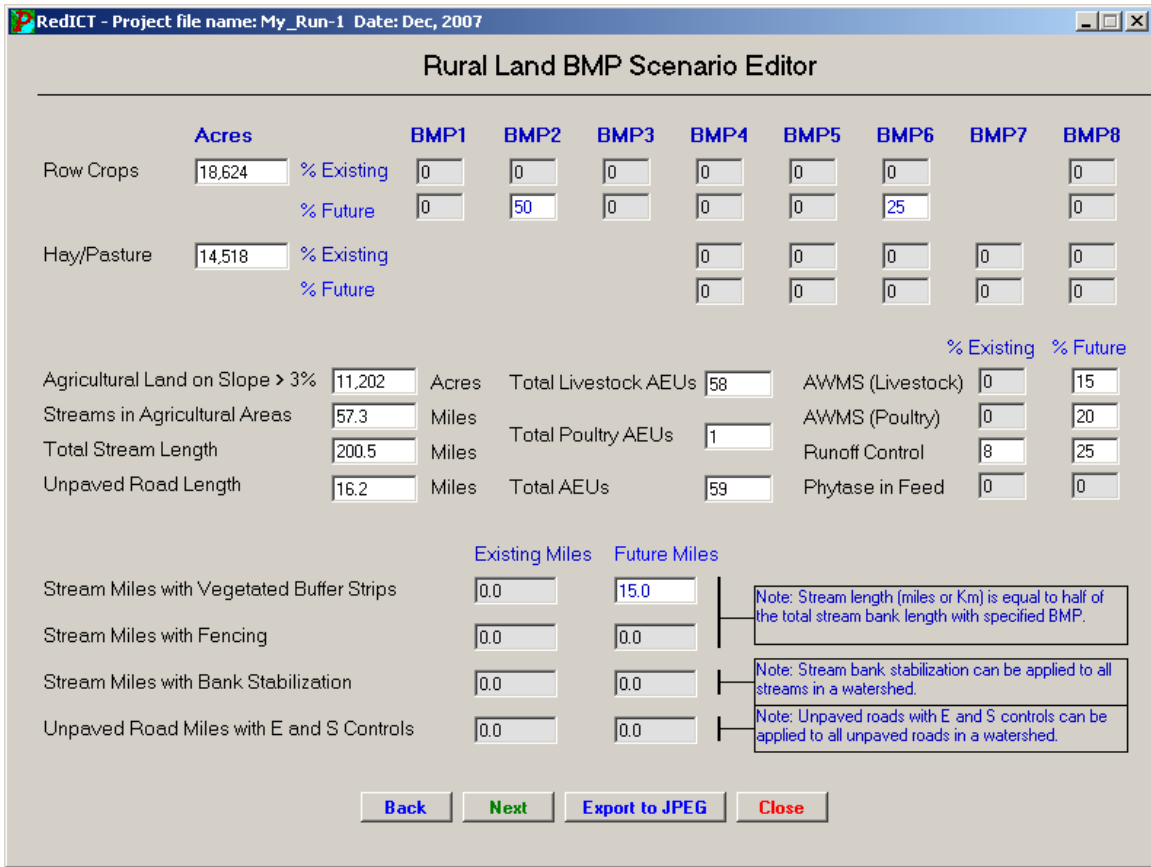 RedICT - Project file name: My_Run-1 Date: Dec, 2007
Rural Land BMP Scenario Editor
Acres BMP1 BMP2 BMP3 BMP4 BMP5 BMP6 BMP7 BMP8
Row Crops 18,624 % Existing 0 0 0 0 0 0 0
% Future 0 50 0 0 0 25 0
Hay/Pasture 14,518 % Existing 0 0 0 0 0
% Future 0 0 0 0 0
% Existing % Future
Agricultural Land on Slope > 3% 11,202 Acres Total Livestock AEUs 58 AWMS (Livestock) 0 15
Streams in Agricultural Areas 57.3 Miles AWMS (Poultry) 0 20
Total Poultry AEUs 1
Total Stream Length 200.5 Miles Runoff Control 8 25
Unpaved Road Length 16.2 Miles Total AEUs 59 Phytase in Feed 0 0
Existing Miles Future Miles
Stream Miles with Vegetated Buffer Strips 0.0 15.0
Note: Stream length (miles or Km) is equal to half of
the total stream bank length with specified BMP.
Stream Miles with Fencing 0.0 0.0
Stream Miles with Bank Stabilization 0.0 0.0
Note: Stream bank stabilization can be applied to all
streams in a watershed.
Unpaved Road Miles with E and S Controls 0.0 0.0
Note: Unpaved roads with E and S controls can be
applied to all unpaved roads in a watershed.
Back Next Export to JPEG Close